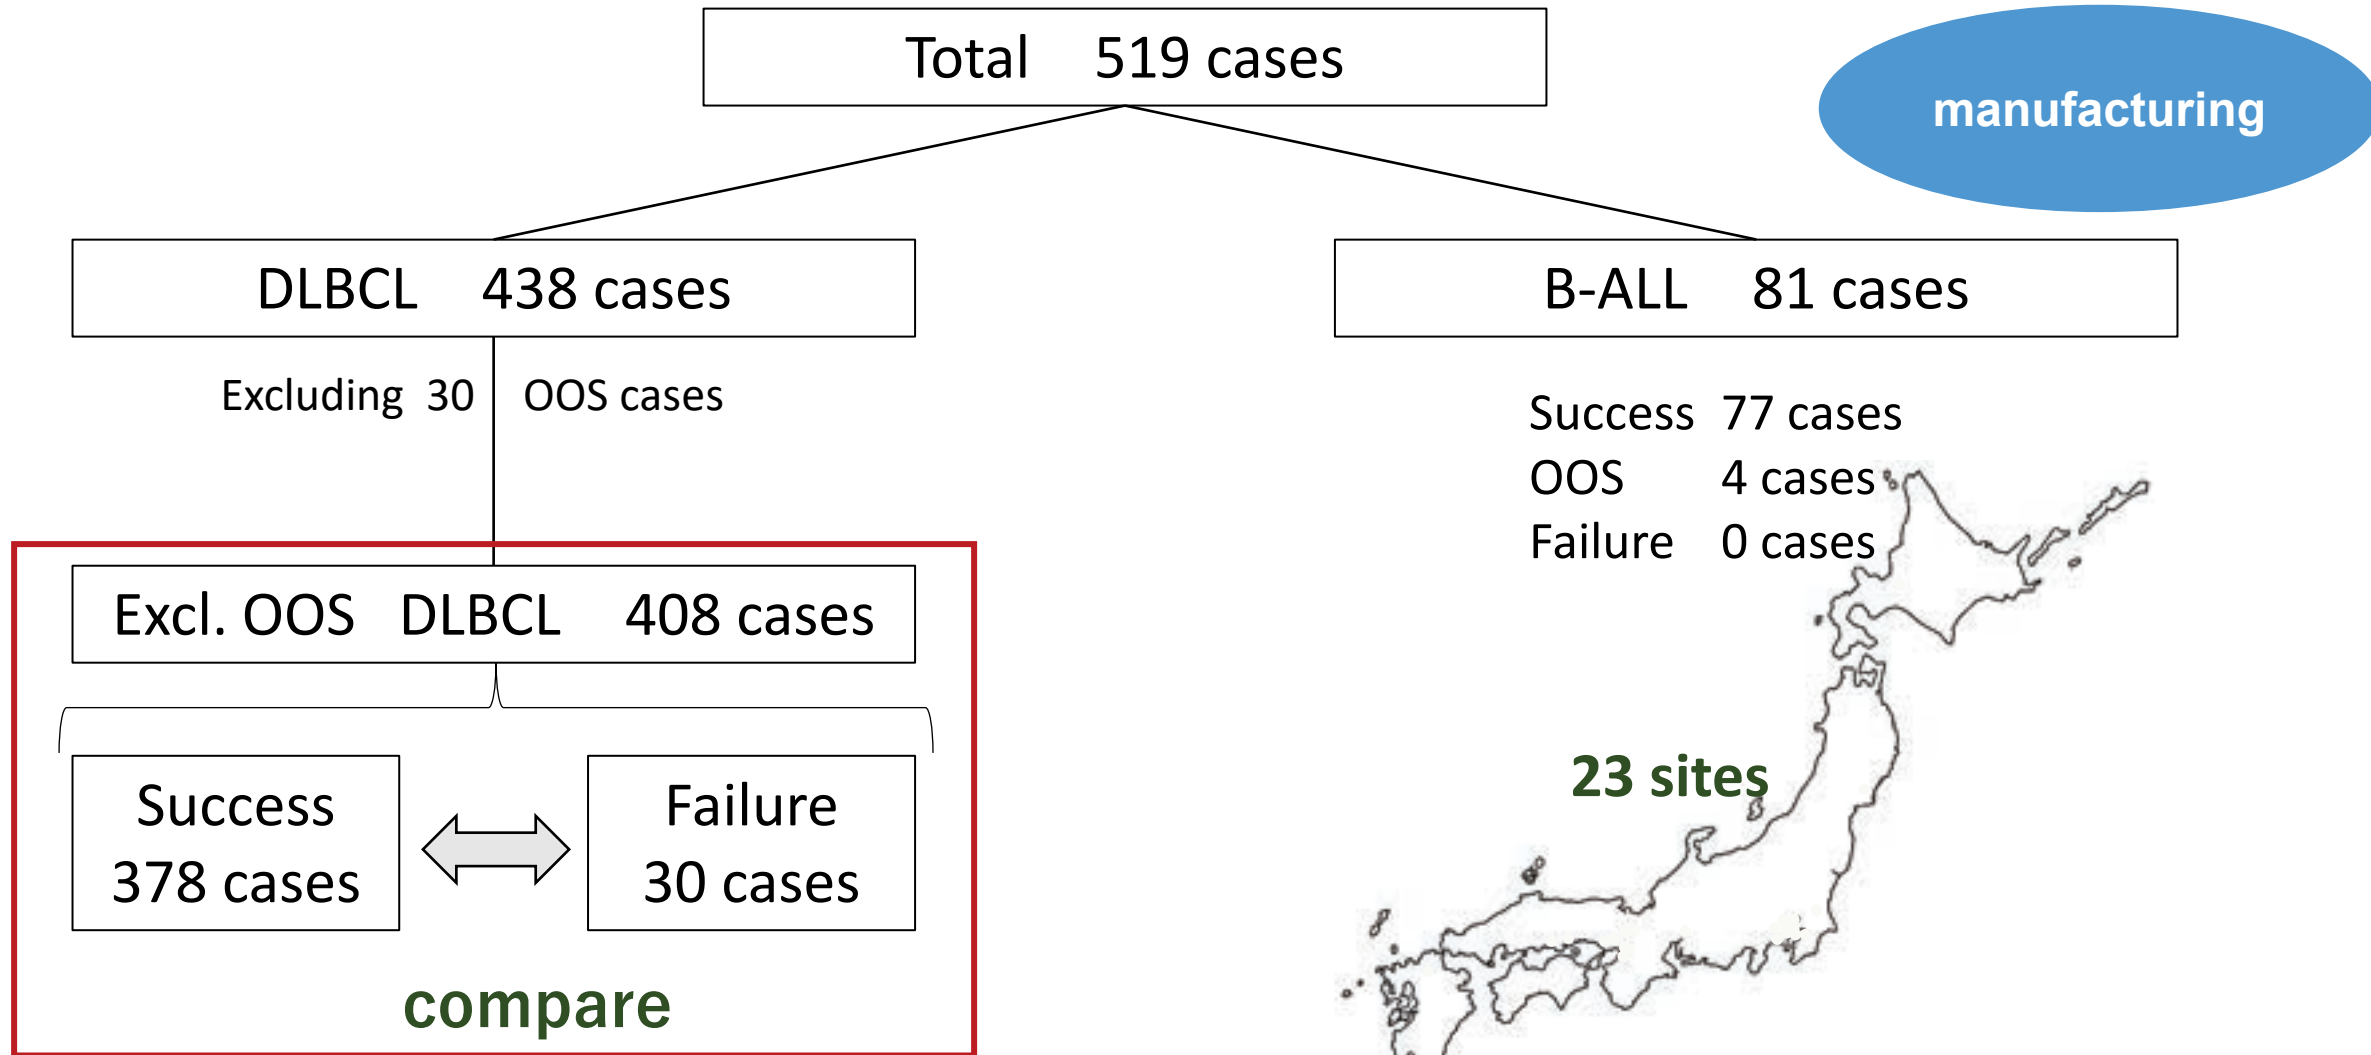 Total 519 cases
manufacturing
DLBCL 438 cases
B-ALL 81 cases
Excluding 30 OOS cases
Success 77 cases
OOS 4 cases
Failure 0 cases
Excl. OOS DLBCL 408 cases
Success
378 cases
Failure
30 cases
compare
23 sites